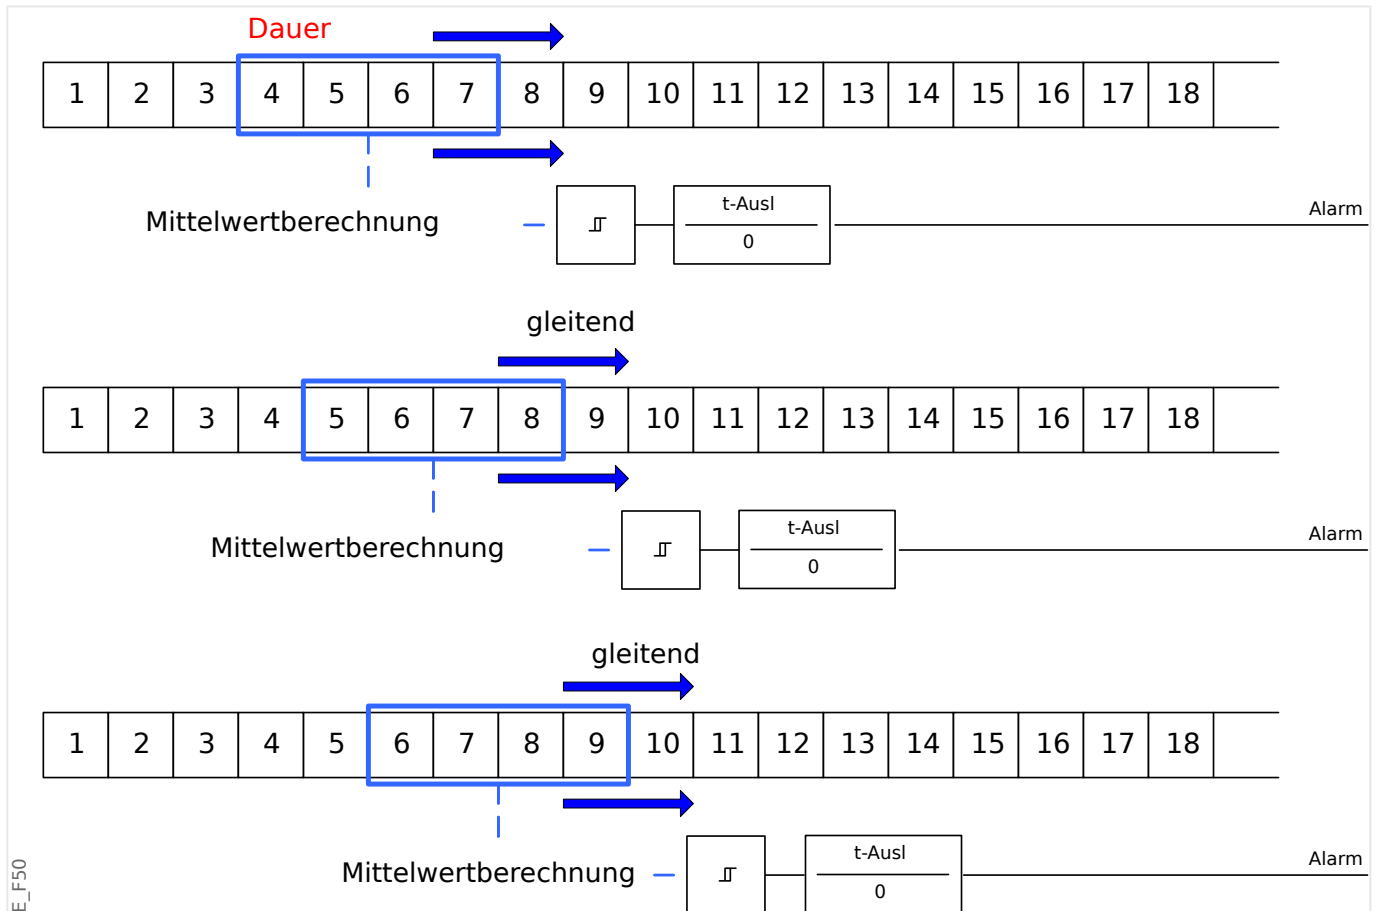 Dauer
1 2 3 4 5 6 7 8 9 10 11 12 13 14 15 16 17 18
Mittelwertberechnung
t-Ausl
0
Alarm
gleitend
1 2 3 4 5 6 7 8 9 10 11 12 13 14 15 16 17 18
Mittelwertberechnung
t-Ausl
0
Alarm
gleitend
1 2 3 4 5 6 7 8 9 10 11 12 13 14 15 16 17 18
Mittelwertberechnung
t-Ausl
0
Alarm
E_F50